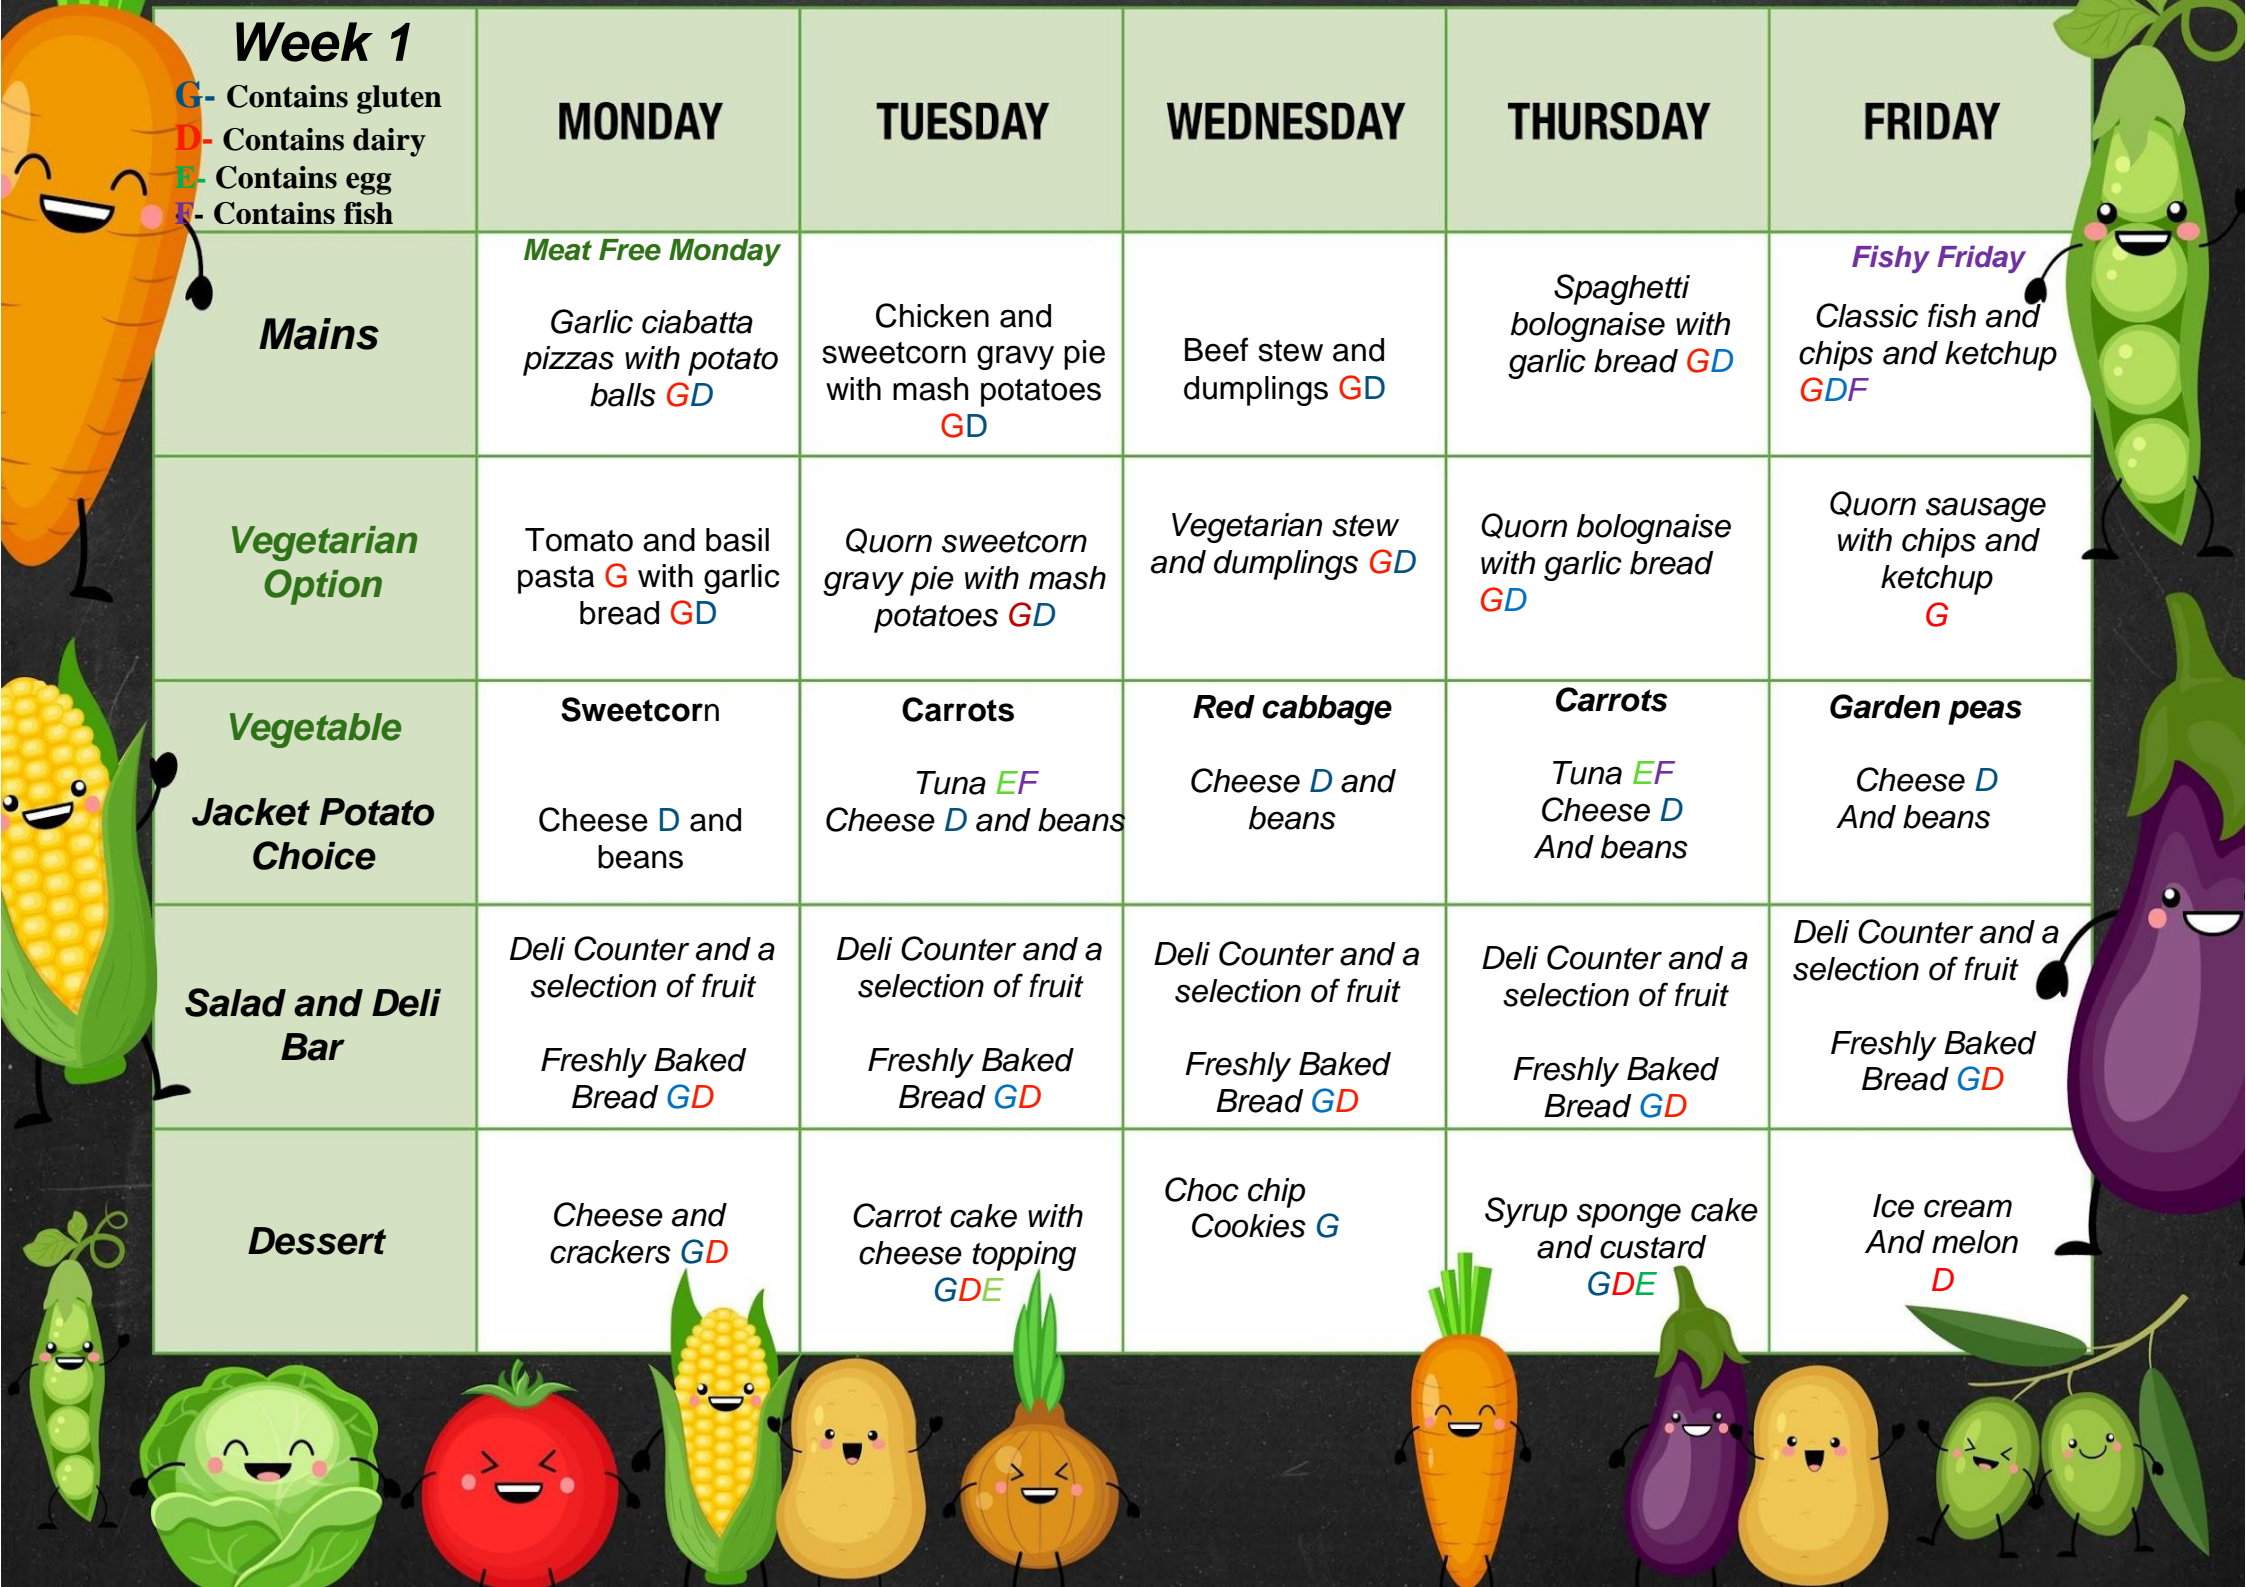 Week 1
G- Contains gluten
D- Contains dairy
E- Contains egg
F- Contains fish
MONDAY
TUESDAY
WEDNESDAY
THURSDAY
FRIDAY
Mains
Meat Free Monday
Garlic ciabatta
pizzas with potato
balls GD
Chicken and
sweetcorn gravy pie
with mash potatoes
GD
Beef stew and
dumplings GD
Spaghetti
bolognaise with
garlic bread GD
Fishy Friday
Classic fish and
chips and ketchup
GDF
Vegetarian
Option
Tomato and basil
pasta G with garlic
bread GD
Quorn sweetcorn
gravy pie with mash
potatoes GD
Vegetarian stew
and dumplings GD
Quorn bolognaise
with garlic bread
GD
Quorn sausage
with chips and
ketchup
G
Vegetable
Jacket Potato
Choice
Sweetcorn
Cheese D and
beans
Carrots
Tuna EF
Cheese D and beans
Red cabbage
Cheese D and
beans
Carrots
Tuna EF
Cheese D
And beans
Garden peas
Cheese D
And beans
Salad and Deli
Bar
Deli Counter and a
selection of fruit
Freshly Baked
Bread GD
Deli Counter and a
selection of fruit
Freshly Baked
Bread GD
Deli Counter and a
selection of fruit
Freshly Baked
Bread GD
Deli Counter and a
selection of fruit
Freshly Baked
Bread GD
Deli Counter and a
selection of fruit
Freshly Baked
Bread GD
Dessert
Cheese and
crackers GD
Carrot cake with
cheese topping
GDE
Choc chip
Cookies G
Syrup sponge cake
and custard
GDE
Ice cream
And melon
D